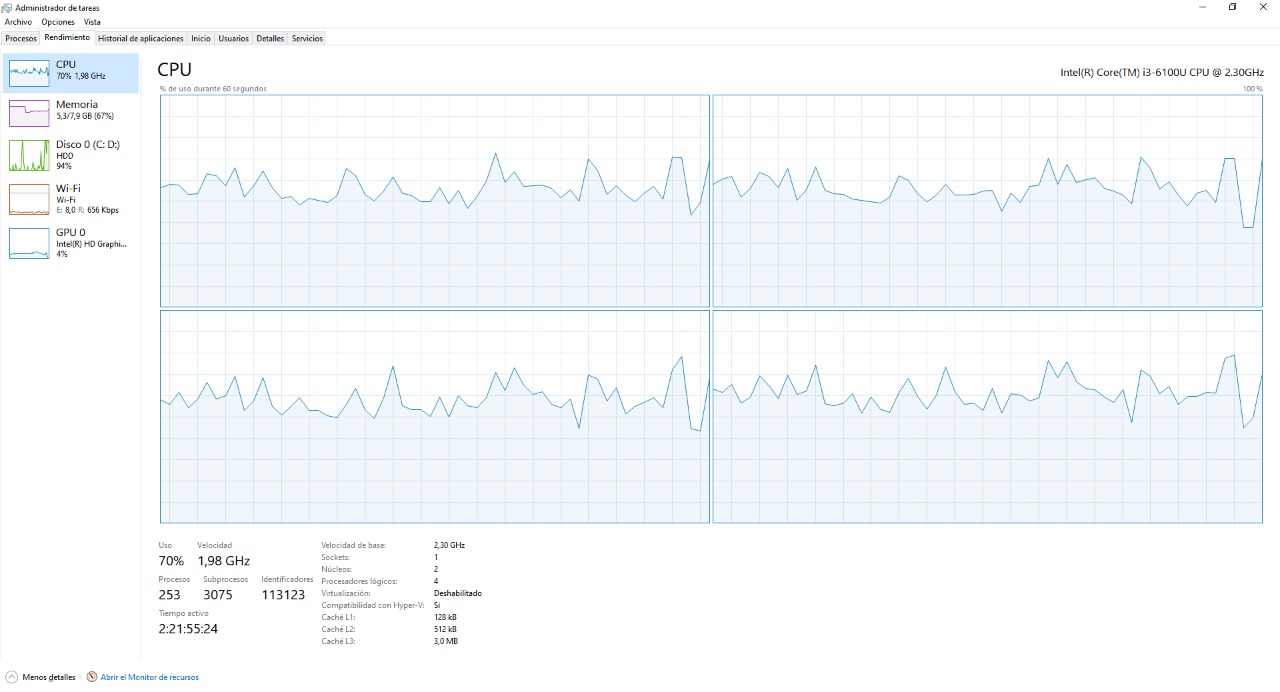 Administrador de tareas
Archivo Opciones Vista
Procesos Rendimiento Historial de aplicaciones Inicio Usuarios Detalles Servicios
CPU
70% 1,98 GHz
Memoria
5,3/7,9 GB (67%)
Disco 0 (C: D:)
HDD
94%
Wi-Fi
Wi-Fi
E: 8,0 R: 656 Kbps
GPU 0
Intel(R) HD Graphi...
4%
CPU
Intel(R) Core(TM) i3-6100U CPU @ 2.30GHz
% de uso durante 60 segundos
100 %
Uso Velocidad
70% 1,98 GHz
Procesos Subprocesos Identificadores
253 3075 113123
Tiempo activo
2:21:55:24
Velocidad de base: 2,30 GHz
Sockets: 1
Núcleos: 2
Procesadores lógicos: 4
Virtualización: Deshabilitado
Compatibilidad con Hyper-V: Sí
Caché L1: 128 kB
Caché L2: 512 kB
Caché L3: 3,0 MB
Menos detalles
Abrir el Monitor de recursos